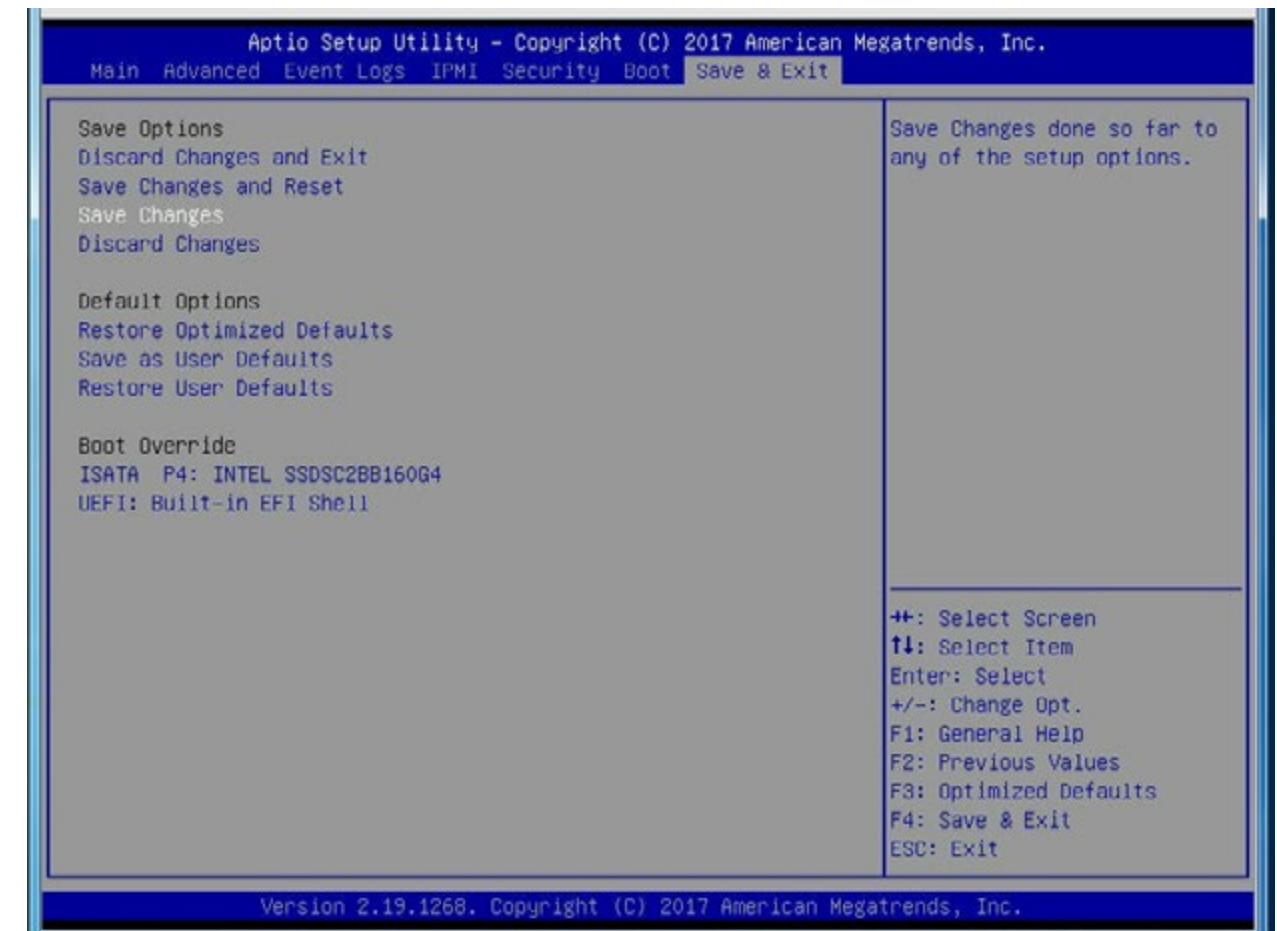 Aptio Setup Utility - Copyright (C) 2017 American Megatrends, Inc.
Main Advanced Event Logs IPMI Security Boot Save & Exit
Save Options
Discard Changes and Exit
Save Changes and Reset
Save Changes
Discard Changes
Default Options
Restore Optimized Defaults
Save as User Defaults
Restore User Defaults
Boot Override
ISATA P4: INTEL SSDSC2BB160G4
UEFI: Built-in EFI Shell
Save Changes done so far to
any of the setup options.
→←: Select Screen
↑↓: Select Item
Enter: Select
+/-: Change Opt.
F1: General Help
F2: Previous Values
F3: Optimized Defaults
F4: Save & Exit
ESC: Exit
Version 2.19.1268. Copyright (C) 2017 American Megatrends, Inc.